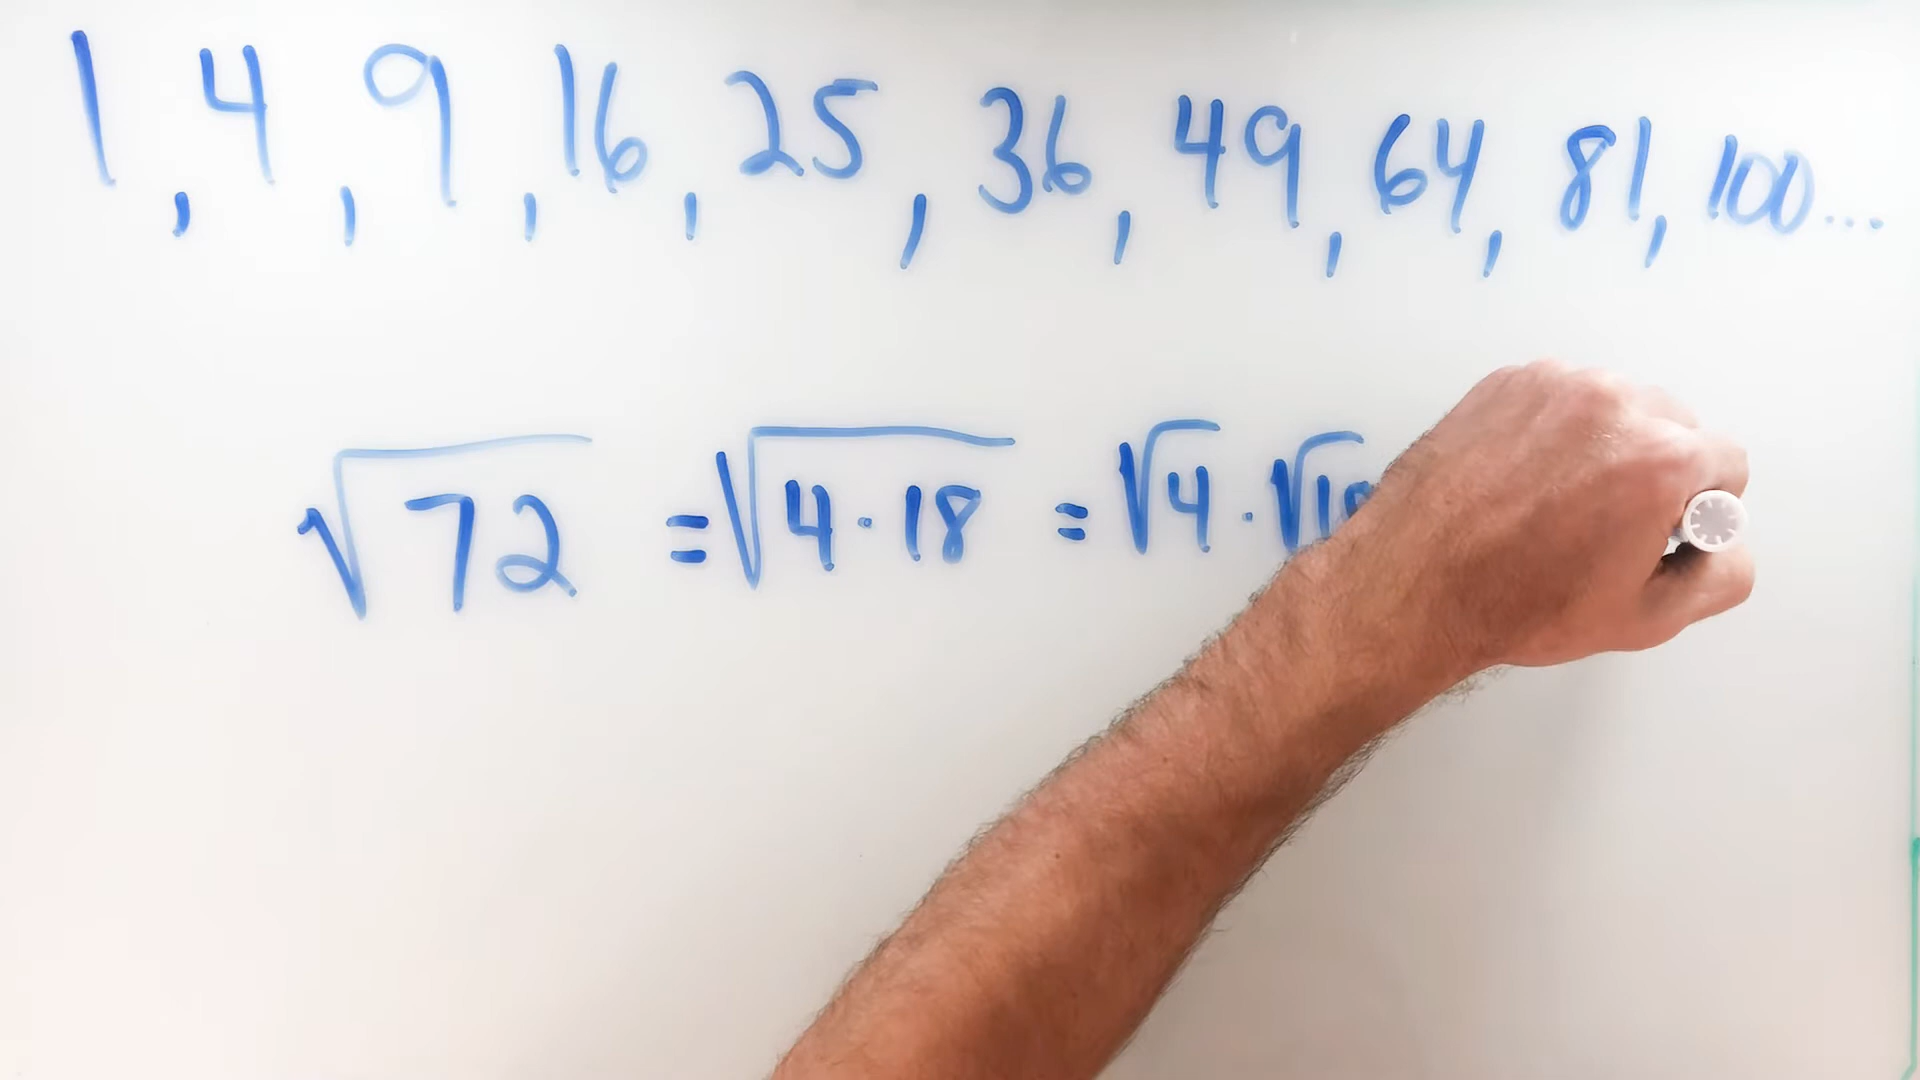 1, 4, 9, 16, 25, 36, 49, 64, 81, 100...
√72 = √4·18 = √4·√18